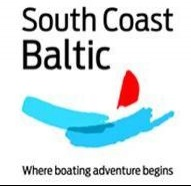 South Coast
Baltic
Where boating adventure begins